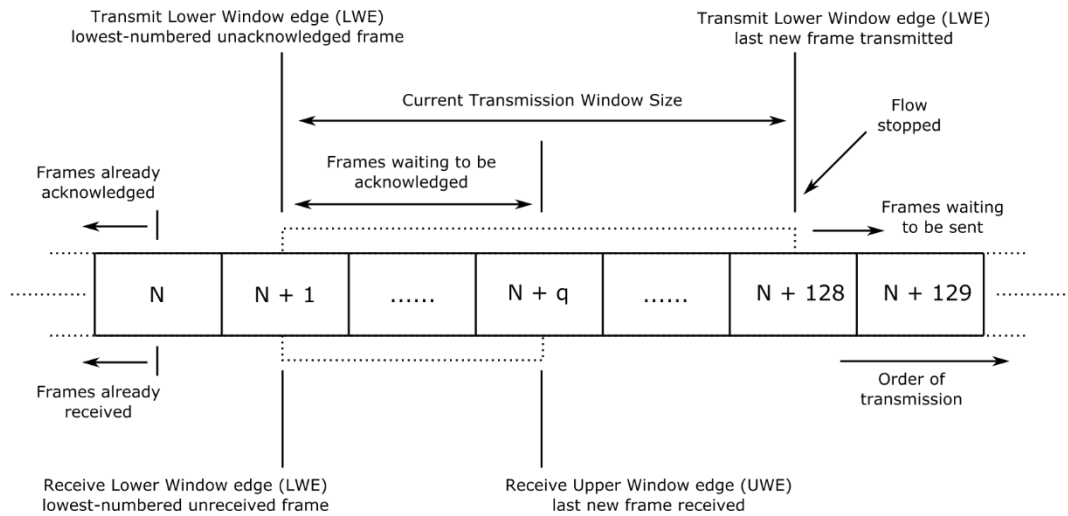 Transmit Lower Window edge (LWE)
lowest-numbered unacknowledged frame
Transmit Lower Window edge (LWE)
last new frame transmitted
Current Transmission Window Size
Flow
stopped
Frames waiting to be
acknowledged
Frames already
acknowledged
Frames waiting
to be sent
N
N + 1
......
N + q
......
N + 128
N + 129
Frames already
received
Order of
transmission
Receive Lower Window edge (LWE)
lowest-numbered unreceived frame
Receive Upper Window edge (UWE)
last new frame received